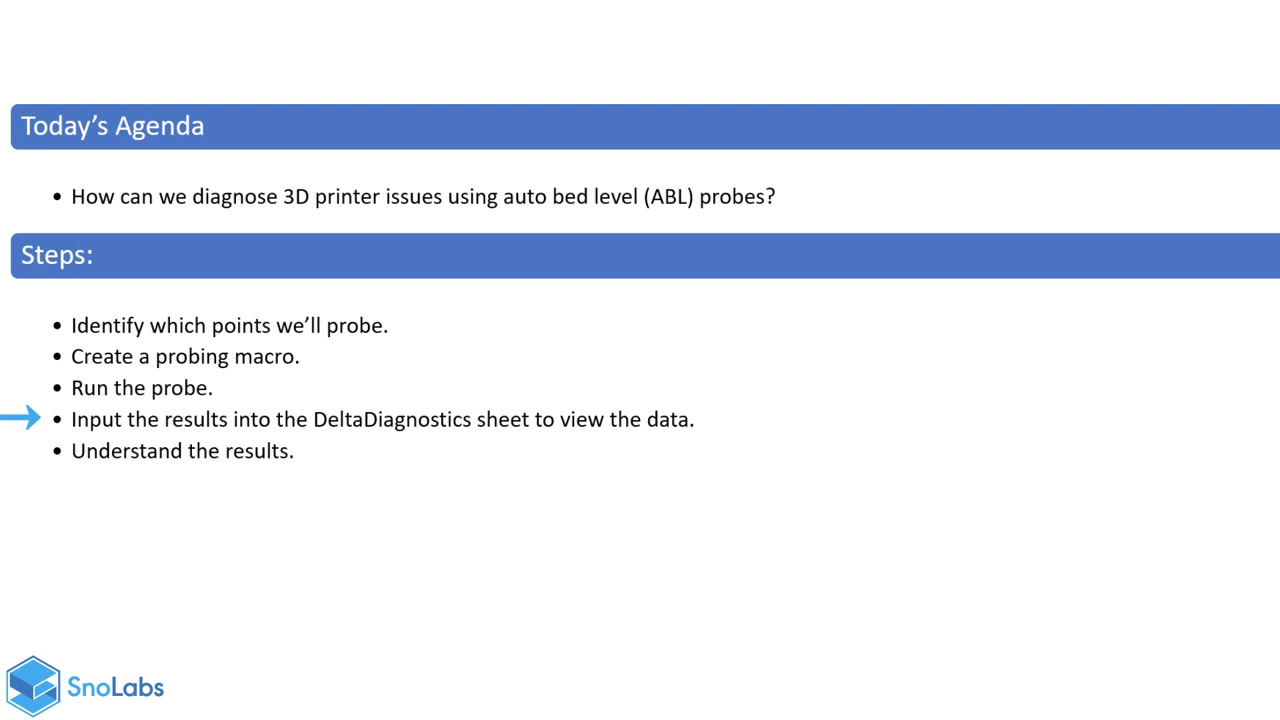 Today’s Agenda
• How can we diagnose 3D printer issues using auto bed level (ABL) probes?
Steps:
• Identify which points we’ll probe.
• Create a probing macro.
• Run the probe.
• Input the results into the DeltaDiagnostics sheet to view the data.
• Understand the results.
SnoLabs